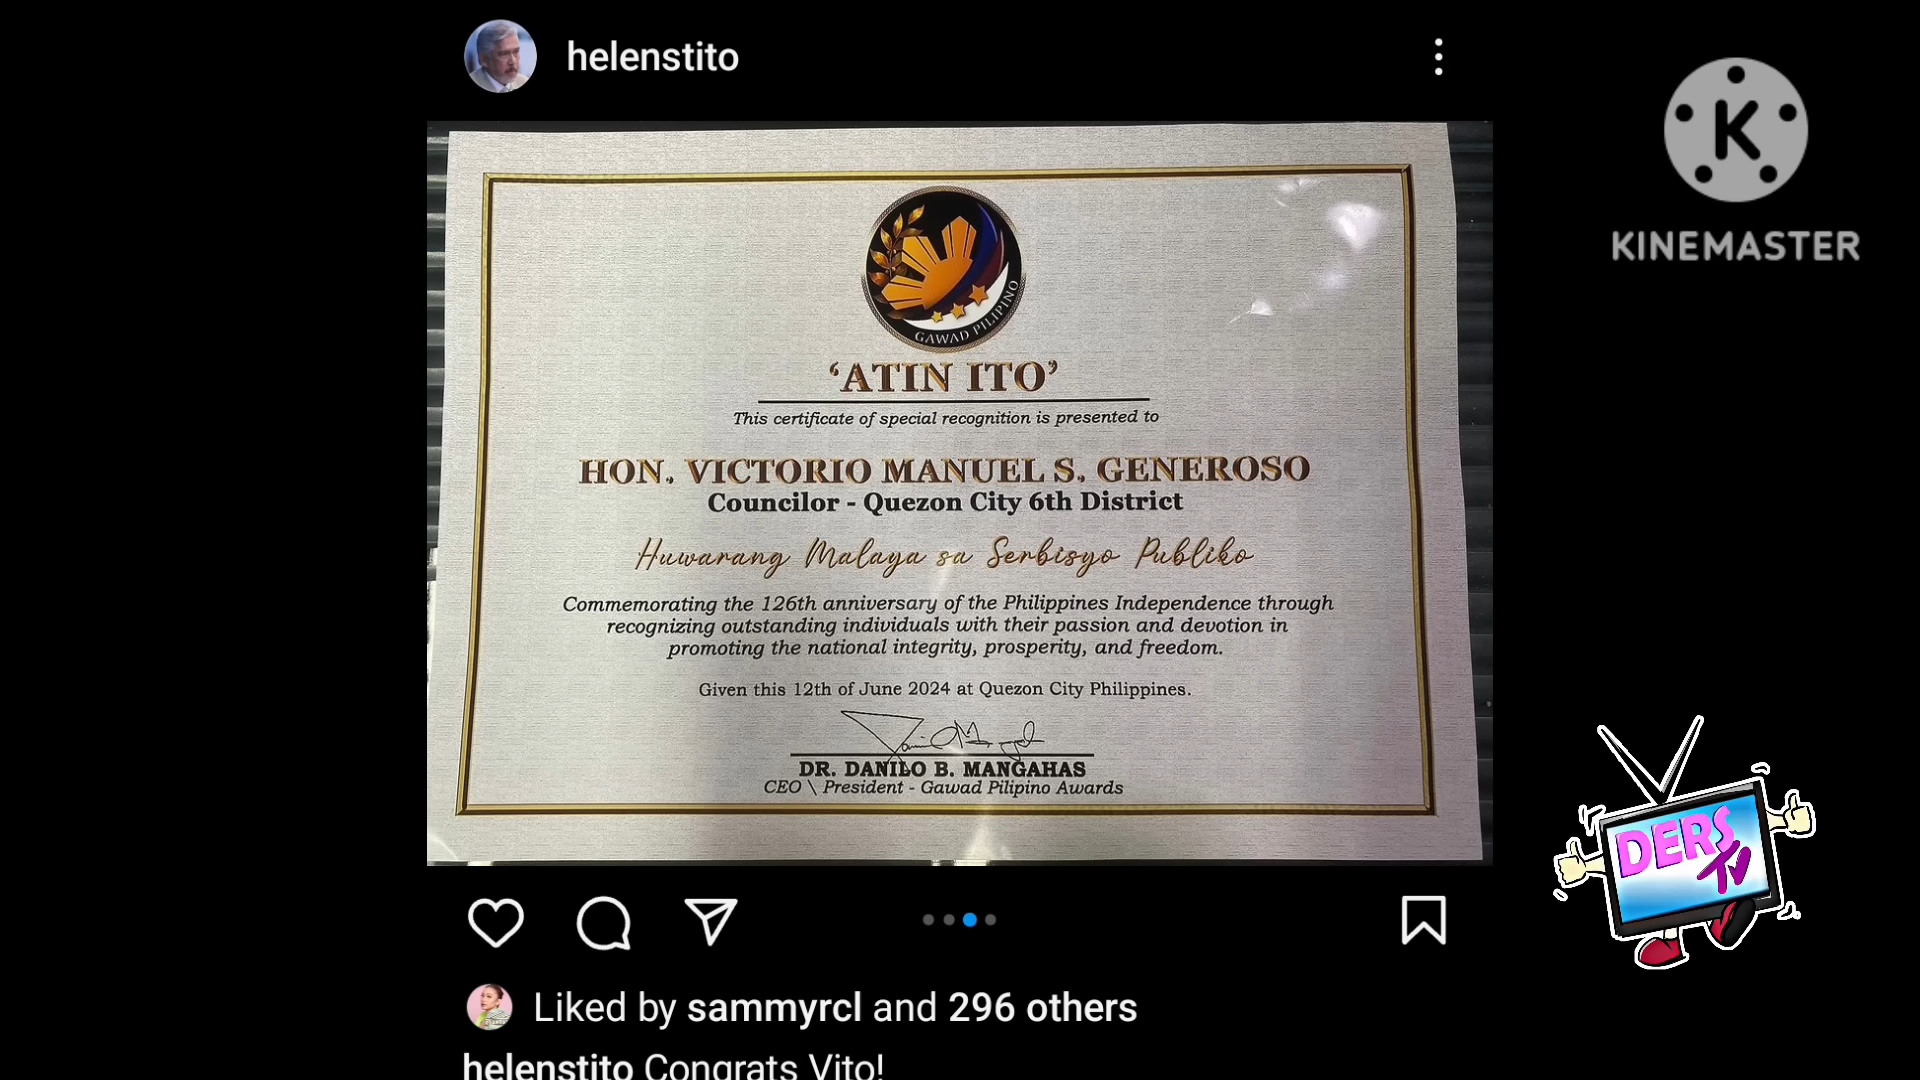 helenstito
KINEMASTER
GAWAD PILIPINO
‘ATIN ITO’
This certificate of special recognition is presented to
HON. VICTORIO MANUEL S. GENEROSO
Councilor - Quezon City 6th District
Huwarang Malaya sa Serbisyo Publiko
Commemorating the 126th anniversary of the Philippines Independence through
recognizing outstanding individuals with their passion and devotion in
promoting the national integrity, prosperity, and freedom.
Given this 12th of June 2024 at Quezon City Philippines.
DR. DANILO B. MANGAHAS
CEO \ President - Gawad Pilipino Awards
DERS
TV
Liked by sammyrcl and 296 others
helenstito Congrats Vito!